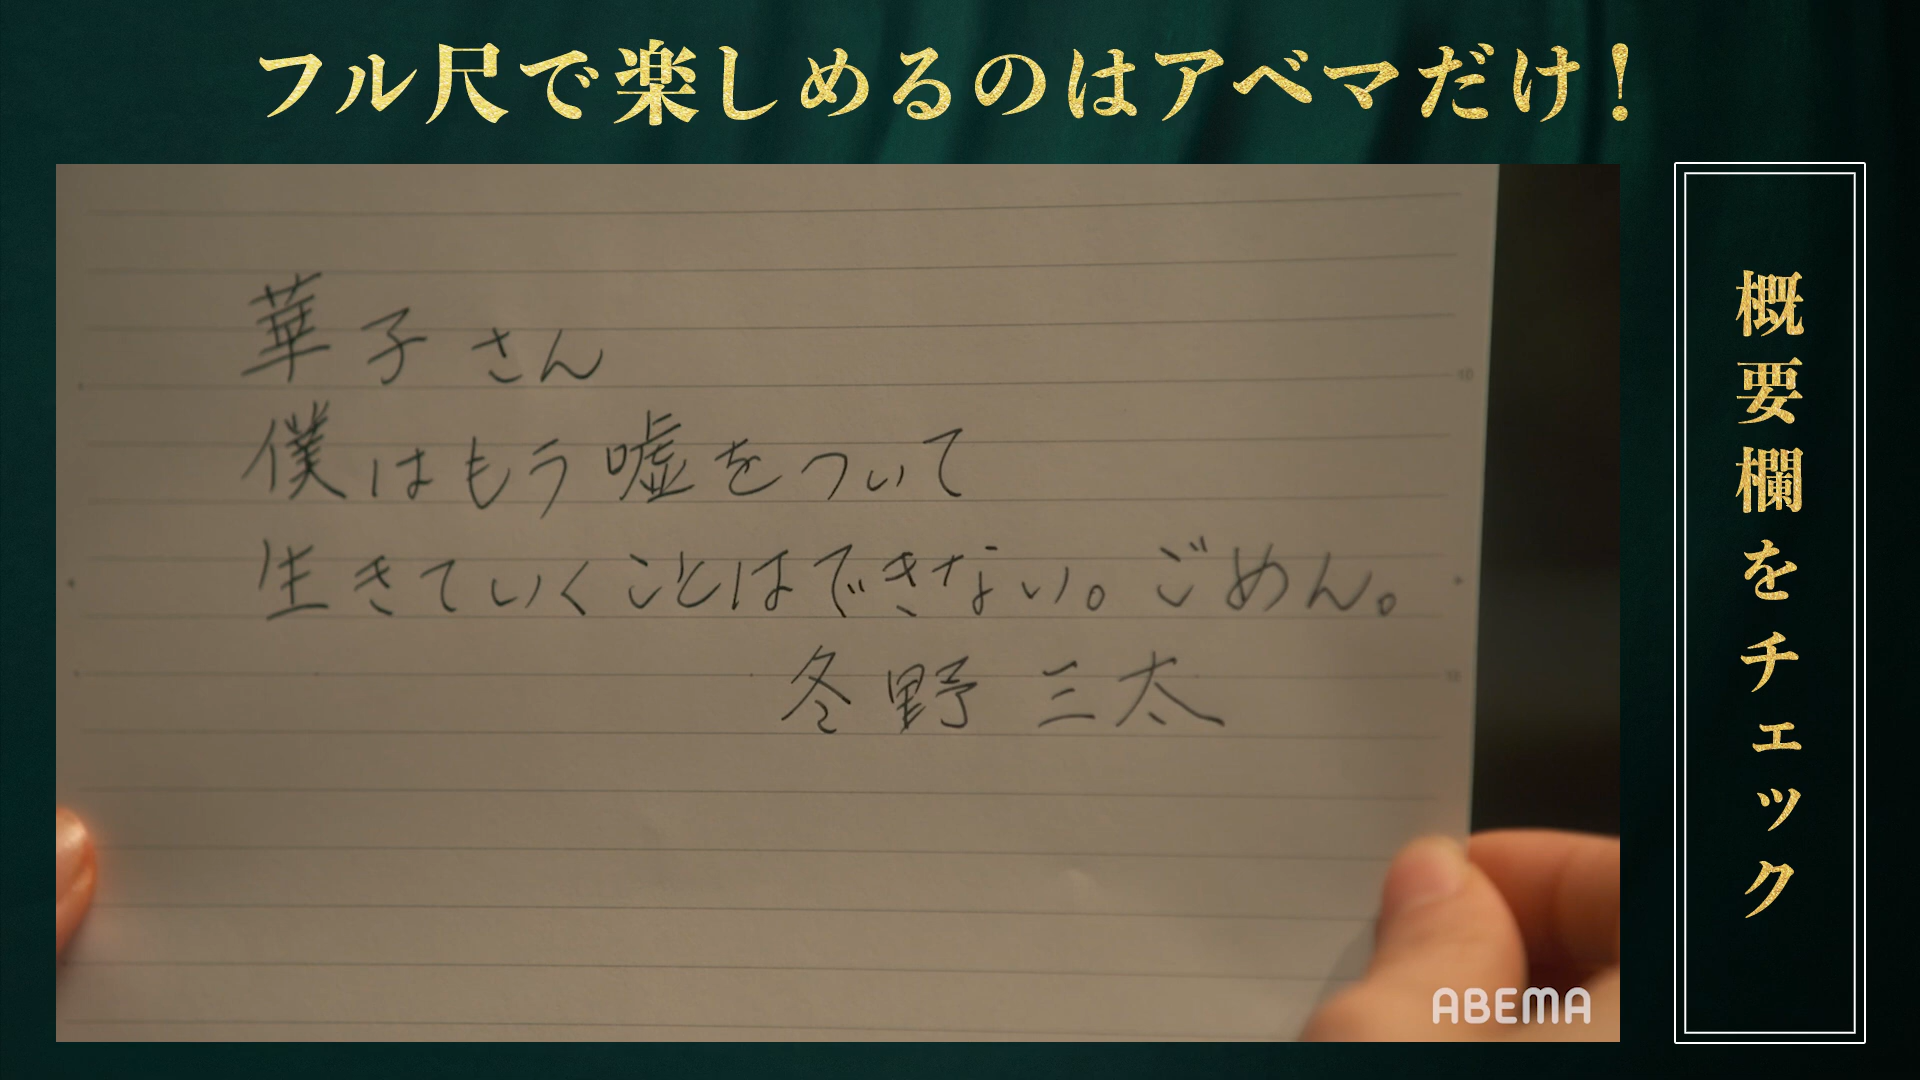 フル尺で楽しめるのはアベマだけ!
華子さん
僕はもう嘘をついて
生きていくことはできない。ごめん。
冬野 三太
ABEMA
概要欄をチェック